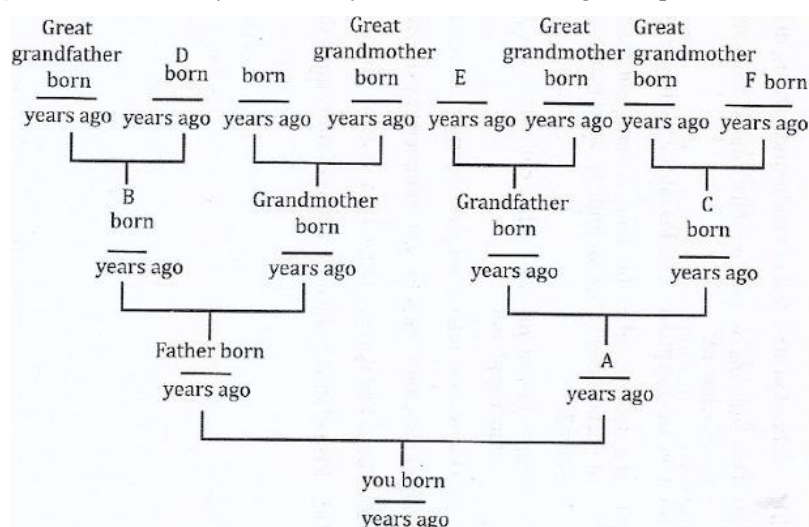 Great
grandfather
born
years ago
D
born
years ago
born
years ago
Great
grandmother
born
years ago
E
years ago
Great
grandmother
born
years ago
Great
grandmother
born
years ago
F born
years ago
B
born
years ago
Grandmother
born
years ago
Grandfather
born
years ago
C
born
years ago
Father born
years ago
A
years ago
you born
years ago